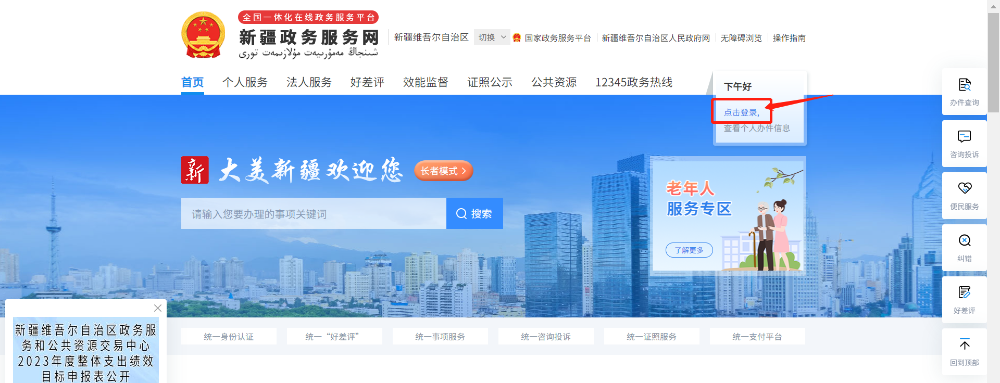 全国一体化在线政务服务平台
新疆政务服务网
شىنجاڭ مەمۇرىيەت مۇلازىمەت تورى
新疆维吾尔自治区 切换 国家政务服务平台 新疆维吾尔自治区人民政府网 无障碍浏览 操作指南
首页 个人服务 法人服务 好差评 效能监督 证照公示 公共资源 12345政务热线
下午好
点击登录,
查看个人办件信息
新 大美新疆欢迎您 长者模式
请输入您要办理的事项关键词 搜索
老年人
服务专区
了解更多
办件查询
咨询投诉
便民服务
纠错
好差评
回到顶部
统一身份认证 统一“好差评” 统一事项服务 统一咨询投诉 统一证照服务 统一支付平台
新疆维吾尔自治区政务服
务和公共资源交易中心
2023年度整体支出绩效
目标申报表公开